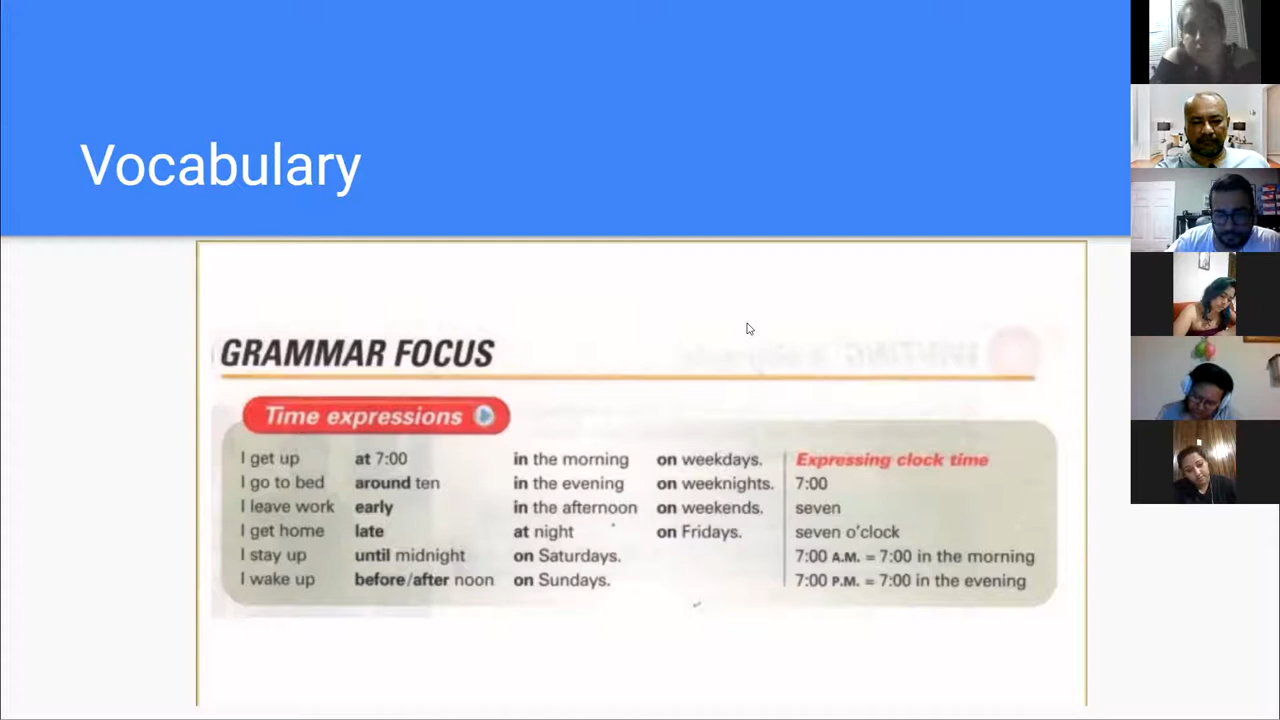 Vocabulary
GRAMMAR FOCUS
Time expressions
I get up at 7:00 in the morning on weekdays.
I go to bed around ten in the evening on weeknights.
I leave work early in the afternoon on weekends.
I get home late at night on Fridays.
I stay up until midnight on Saturdays.
I wake up before/after noon on Sundays.
Expressing clock time
7:00
seven
seven o'clock
7:00 A.M. = 7:00 in the morning
7:00 P.M. = 7:00 in the evening